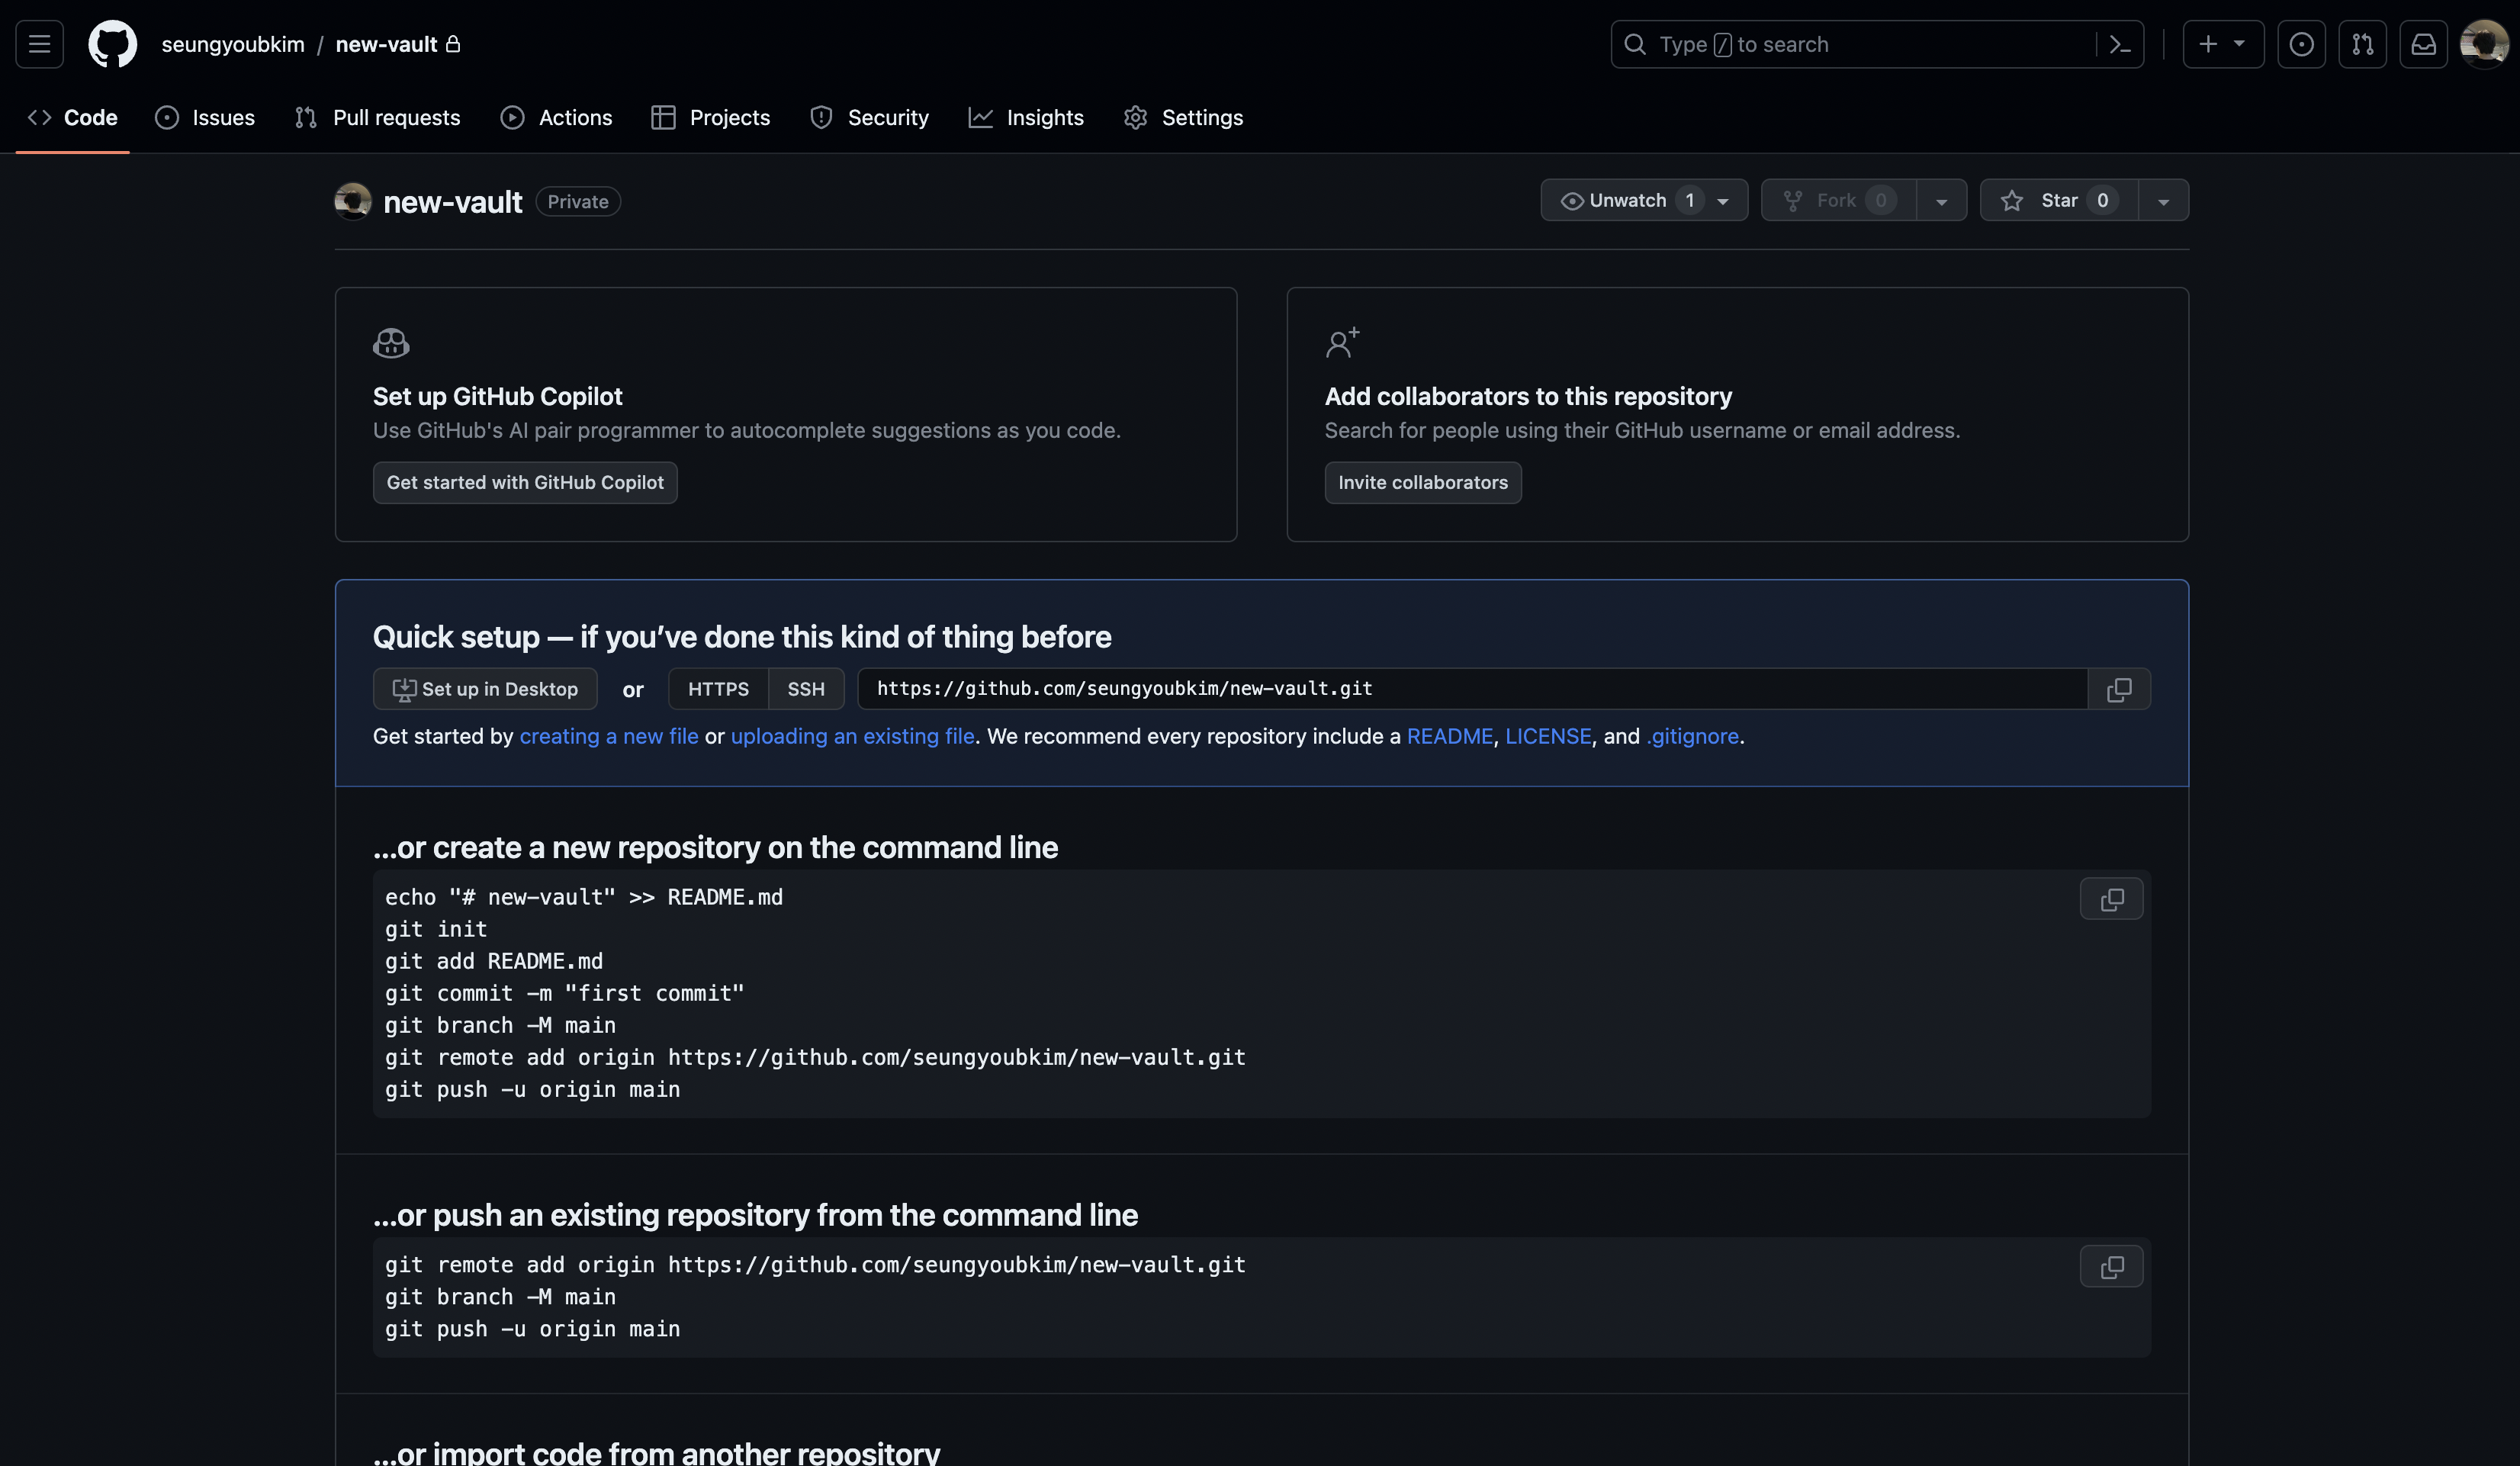 seungyoubkim / new-vault
Type / to search
Code Issues Pull requests Actions Projects Security Insights Settings
new-vault Private
Unwatch 1 Fork 0 Star 0
Set up GitHub Copilot
Use GitHub's AI pair programmer to autocomplete suggestions as you code.
Get started with GitHub Copilot
Add collaborators to this repository
Search for people using their GitHub username or email address.
Invite collaborators
Quick setup — if you’ve done this kind of thing before
Set up in Desktop or HTTPS SSH https://github.com/seungyoubkim/new-vault.git
Get started by creating a new file or uploading an existing file. We recommend every repository include a README, LICENSE, and .gitignore.
…or create a new repository on the command line
echo "# new-vault" >> README.md
git init
git add README.md
git commit -m "first commit"
git branch -M main
git remote add origin https://github.com/seungyoubkim/new-vault.git
git push -u origin main
…or push an existing repository from the command line
git remote add origin https://github.com/seungyoubkim/new-vault.git
git branch -M main
git push -u origin main
…or import code from another repository